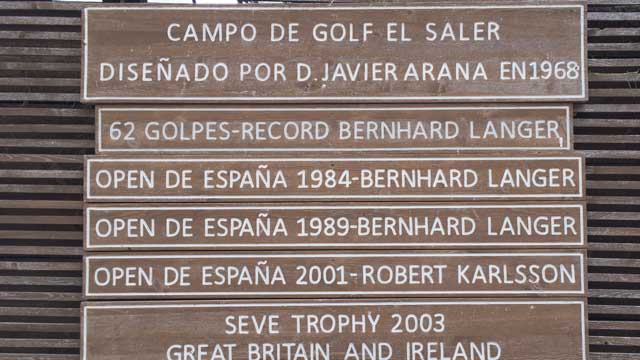 CAMPO DE GOLF EL SALER
DISEÑADO POR D. JAVIER ARANA EN 1968
62 GOLPES-RECORD BERNHARD LANGER
OPEN DE ESPAÑA 1984-BERNHARD LANGER
OPEN DE ESPAÑA 1989-BERNHARD LANGER
OPEN DE ESPAÑA 2001-ROBERT KARLSSON
SEVE TROPHY 2003
GREAT BRITAIN AND IRELAND